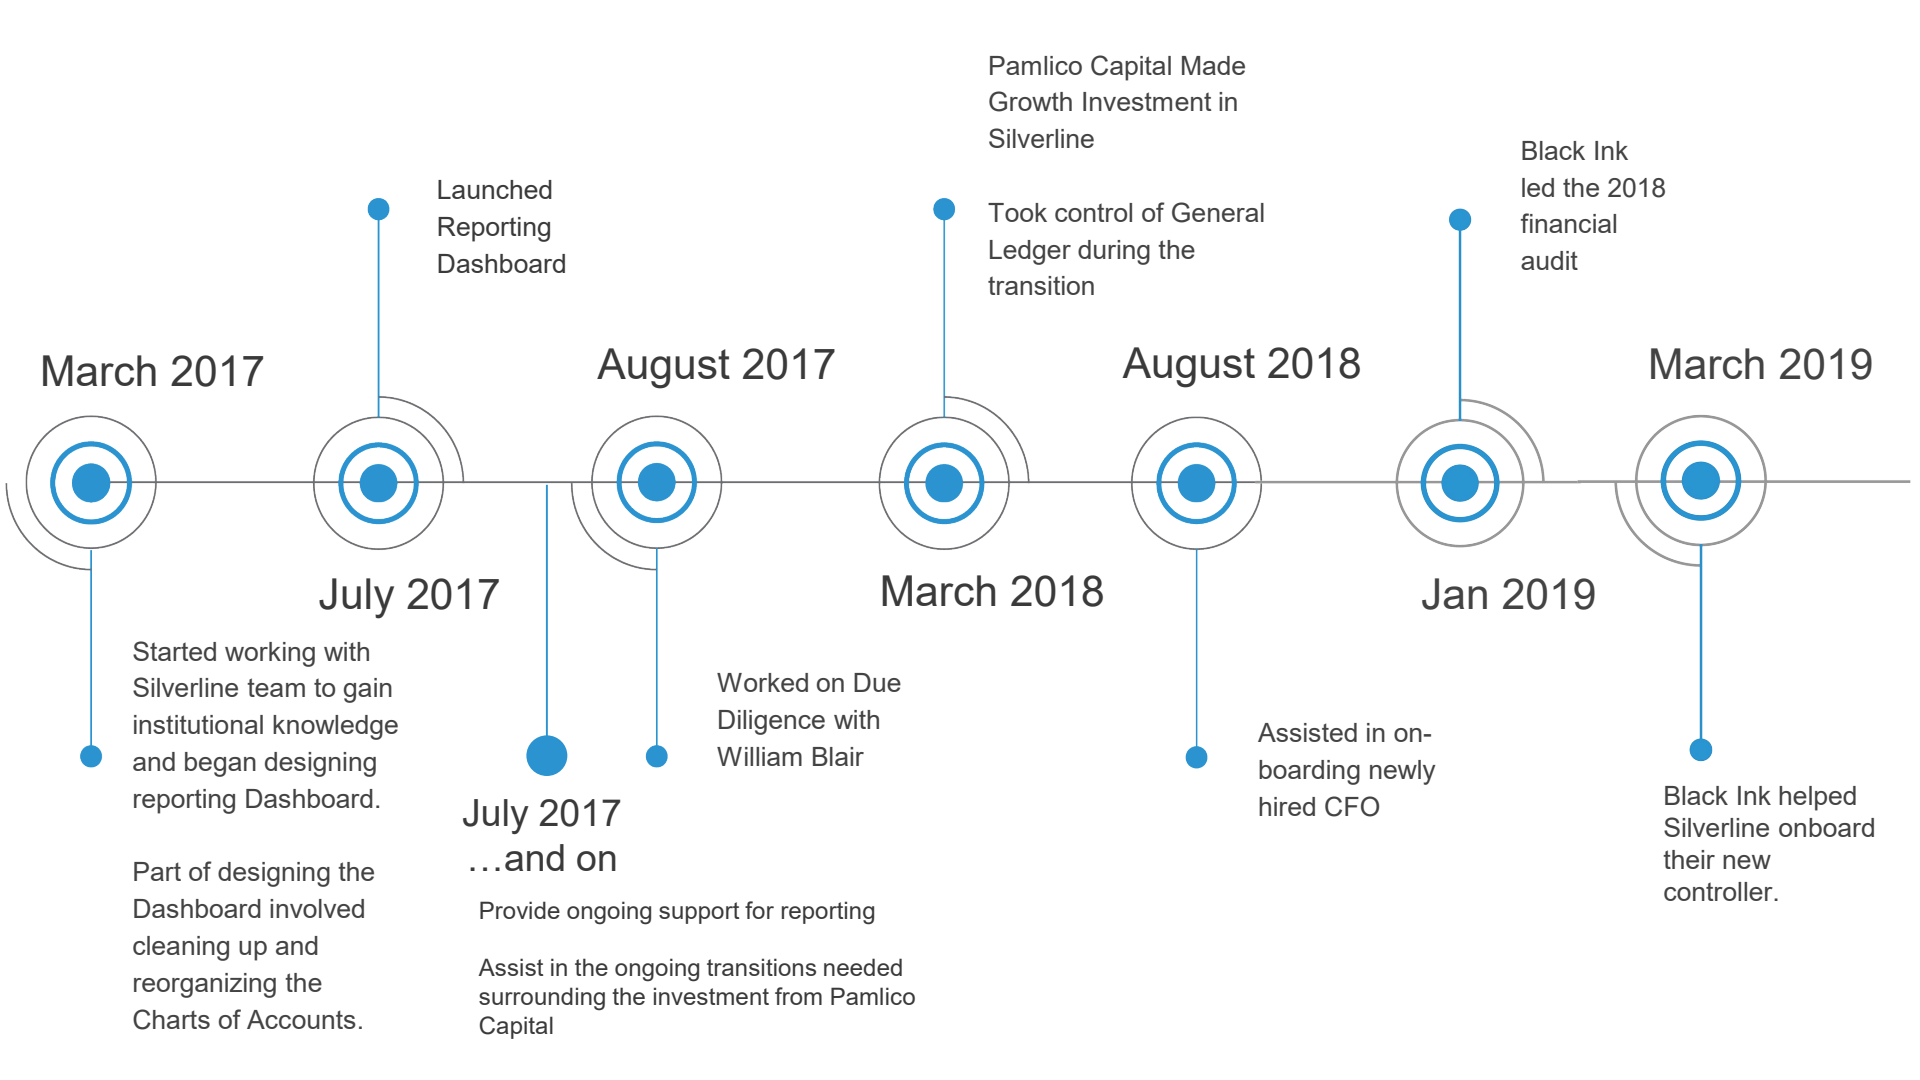 March 2017
Started working with
Silverline team to gain
institutional knowledge
and began designing
reporting Dashboard.
Part of designing the
Dashboard involved
cleaning up and
reorganizing the
Charts of Accounts.
Launched
Reporting
Dashboard
July 2017
July 2017
…and on
Provide ongoing support for reporting
Assist in the ongoing transitions needed
surrounding the investment from Pamlico
Capital
August 2017
Worked on Due
Diligence with
William Blair
Pamlico Capital Made
Growth Investment in
Silverline
Took control of General
Ledger during the
transition
March 2018
August 2018
Assisted in on-
boarding newly
hired CFO
Black Ink
led the 2018
financial
audit
Jan 2019
March 2019
Black Ink helped
Silverline onboard
their new
controller.